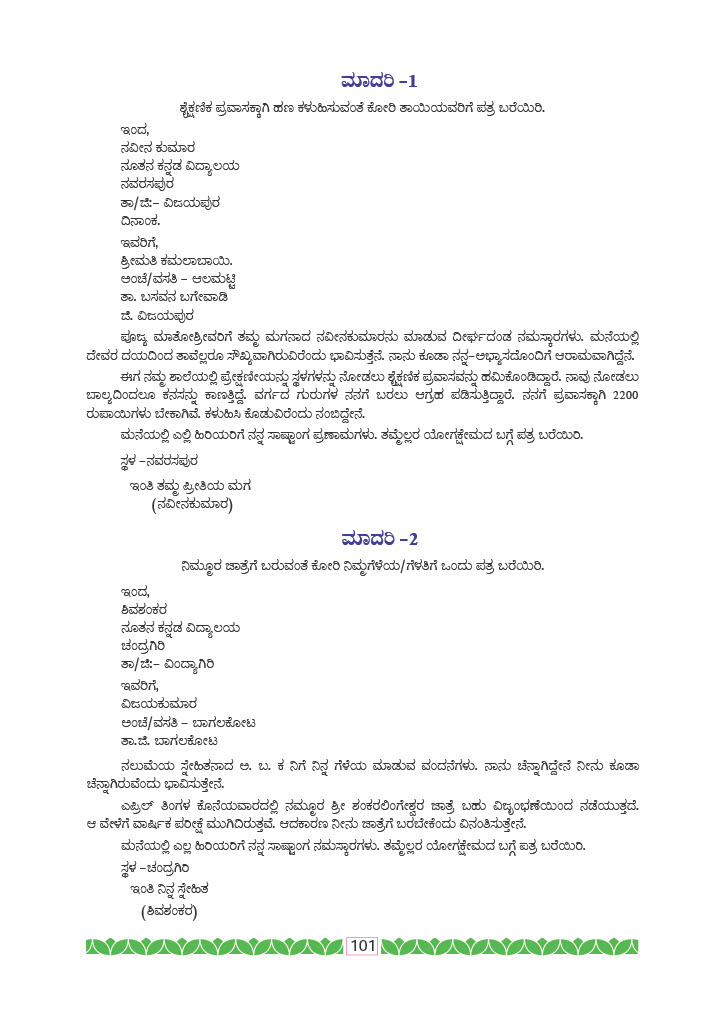 ಮಾದರಿ –1
ಶೈಕ್ಷಣಿಕ ಪ್ರವಾಸಕ್ಕಾಗಿ ಹಣ ಕಳುಹಿಸುವಂತೆ ಕೋರಿ ತಾಯಿಯವರಿಗೆ ಪತ್ರ ಬರೆಯಿರಿ.
ಇಂದ,
ನವೀನ ಕುಮಾರ
ನೂತನ ಕನ್ನಡ ವಿದ್ಯಾಲಯ
ನವರಸಪುರ
ತಾ/ಜಿ:– ವಿಜಯಪುರ
ದಿನಾಂಕ.
ಇವರಿಗೆ,
ಶ್ರೀಮತಿ ಕಮಲಾಬಾಯಿ.
ಅಂಚೆ/ವಸತಿ – ಆಲಮಟ್ಟಿ
ತಾ. ಬಸವನ ಬಗೇವಾಡಿ
ಜಿ. ವಿಜಯಪುರ
ಪೂಜ್ಯ ಮಾತೋಶ್ರೀವರಿಗೆ ತಮ್ಮ ಮಗನಾದ ನವೀನಕುಮಾರನು ಮಾಡುವ ದೀರ್ಘದಂಡ ನಮಸ್ಕಾರಗಳು. ಮನೆಯಲ್ಲಿ
ದೇವರ ದಯದಿಂದ ತಾವೆಲ್ಲರೂ ಸೌಖ್ಯವಾಗಿರುವಿರೆಂದು ಭಾವಿಸುತ್ತೆನೆ. ನಾನು ಕೂಡಾ ನನ್ನ–ಅಭ್ಯಾಸದೊಂದಿಗೆ ಆರಾಮವಾಗಿದ್ದೆನೆ.
ಈಗ ನಮ್ಮ ಶಾಲೆಯಲ್ಲಿ ಪ್ರೇಕ್ಷಣೀಯನ್ನು ಸ್ಥಳಗಳನ್ನು ನೋಡಲು ಶೈಕ್ಷಣಿಕ ಪ್ರವಾಸವನ್ನು ಹಮಿಕೊಂಡಿದ್ದಾರೆ. ನಾವು ನೋಡಲು
ಬಾಲ್ಯದಿಂದಲೂ ಕನಸನ್ನು ಕಾಣತ್ತಿದ್ದೆ. ವರ್ಗದ ಗುರುಗಳ ನನಗೆ ಬರಲು ಆಗ್ರಹ ಪಡಿಸುತ್ತಿದ್ದಾರೆ. ನನಗೆ ಪ್ರವಾಸಕ್ಕಾಗಿ 2200
ರುಪಾಯಿಗಳು ಬೇಕಾಗಿವೆ. ಕಳುಹಿಸಿ ಕೊಡುವಿರೆಂದು ನಂಬಿದ್ದೇನೆ.
ಮನೆಯಲ್ಲಿ ಎಲ್ಲಿ ಹಿರಿಯರಿಗೆ ನನ್ನ ಸಾಷ್ಟಾಂಗ ಪ್ರಣಾಮಗಳು. ತಮ್ಮೆಲ್ಲರ ಯೋಗಕ್ಷೇಮದ ಬಗ್ಗೆ ಪತ್ರ ಬರೆಯಿರಿ.
ಸ್ಥಳ –ನವರಸಪುರ
ಇಂತಿ ತಮ್ಮ ಪ್ರೀತಿಯ ಮಗ
(ನವೀನಕುಮಾರ)
ಮಾದರಿ –2
ನಿಮ್ಮೂರ ಜಾತ್ರೆಗೆ ಬರುವಂತೆ ಕೋರಿ ನಿಮ್ಮಗೆಳೆಯ/ಗೆಳತಿಗೆ ಒಂದು ಪತ್ರ ಬರೆಯಿರಿ.
ಇಂದ,
ಶಿವಶಂಕರ
ನೂತನ ಕನ್ನಡ ವಿದ್ಯಾಲಯ
ಚಂದ್ರಗಿರಿ
ತಾ/ಜಿ:– ವಿಂದ್ಯಾಗಿರಿ
ಇವರಿಗೆ,
ವಿಜಯಕುಮಾರ
ಅಂಚೆ/ವಸತಿ – ಬಾಗಲಕೋಟ
ತಾ.ಜಿ. ಬಾಗಲಕೋಟ
ನಲುಮೆಯ ಸ್ನೇಹಿತನಾದ ಅ. ಬ. ಕ ನಿಗೆ ನಿನ್ನ ಗೆಳೆಯ ಮಾಡುವ ವಂದನೆಗಳು. ನಾನು ಚೆನ್ನಾಗಿದ್ದೇನೆ ನೀನು ಕೂಡಾ
ಚೆನ್ನಾಗಿರುವೆಂದು ಭಾವಿಸುತ್ತೇನೆ.
ಎಪ್ರಿಲ್ ತಿಂಗಳ ಕೊನೆಯವಾರದಲ್ಲಿ ನಮ್ಮೂರ ಶ್ರೀ ಶಂಕರಲಿಂಗೇಶ್ವರ ಜಾತ್ರೆ ಬಹು ವಿಜೃಂಭಣೆಯಿಂದ ನಡೆಯುತ್ತದೆ.
ಆ ವೇಳೆಗೆ ವಾರ್ಷಿಕ ಪರೀಕ್ಷೆ ಮುಗಿದಿರುತ್ತವೆ. ಆದಕಾರಣ ನೀನು ಜಾತ್ರೆಗೆ ಬರಬೇಕೆಂದು ವಿನಂತಿಸುತ್ತೇನೆ.
ಮನೆಯಲ್ಲಿ ಎಲ್ಲ ಹಿರಿಯರಿಗೆ ನನ್ನ ಸಾಷ್ಟಾಂಗ ನಮಸ್ಕಾರಗಳು. ತಮ್ಮೆಲ್ಲರ ಯೋಗಕ್ಷೇಮದ ಬಗ್ಗೆ ಪತ್ರ ಬರೆಯಿರಿ.
ಸ್ಥಳ –ಚಂದ್ರಗಿರಿ
ಇಂತಿ ನಿನ್ನ ಸ್ನೇಹಿತ
(ಶಿವಶಂಕರ)
101